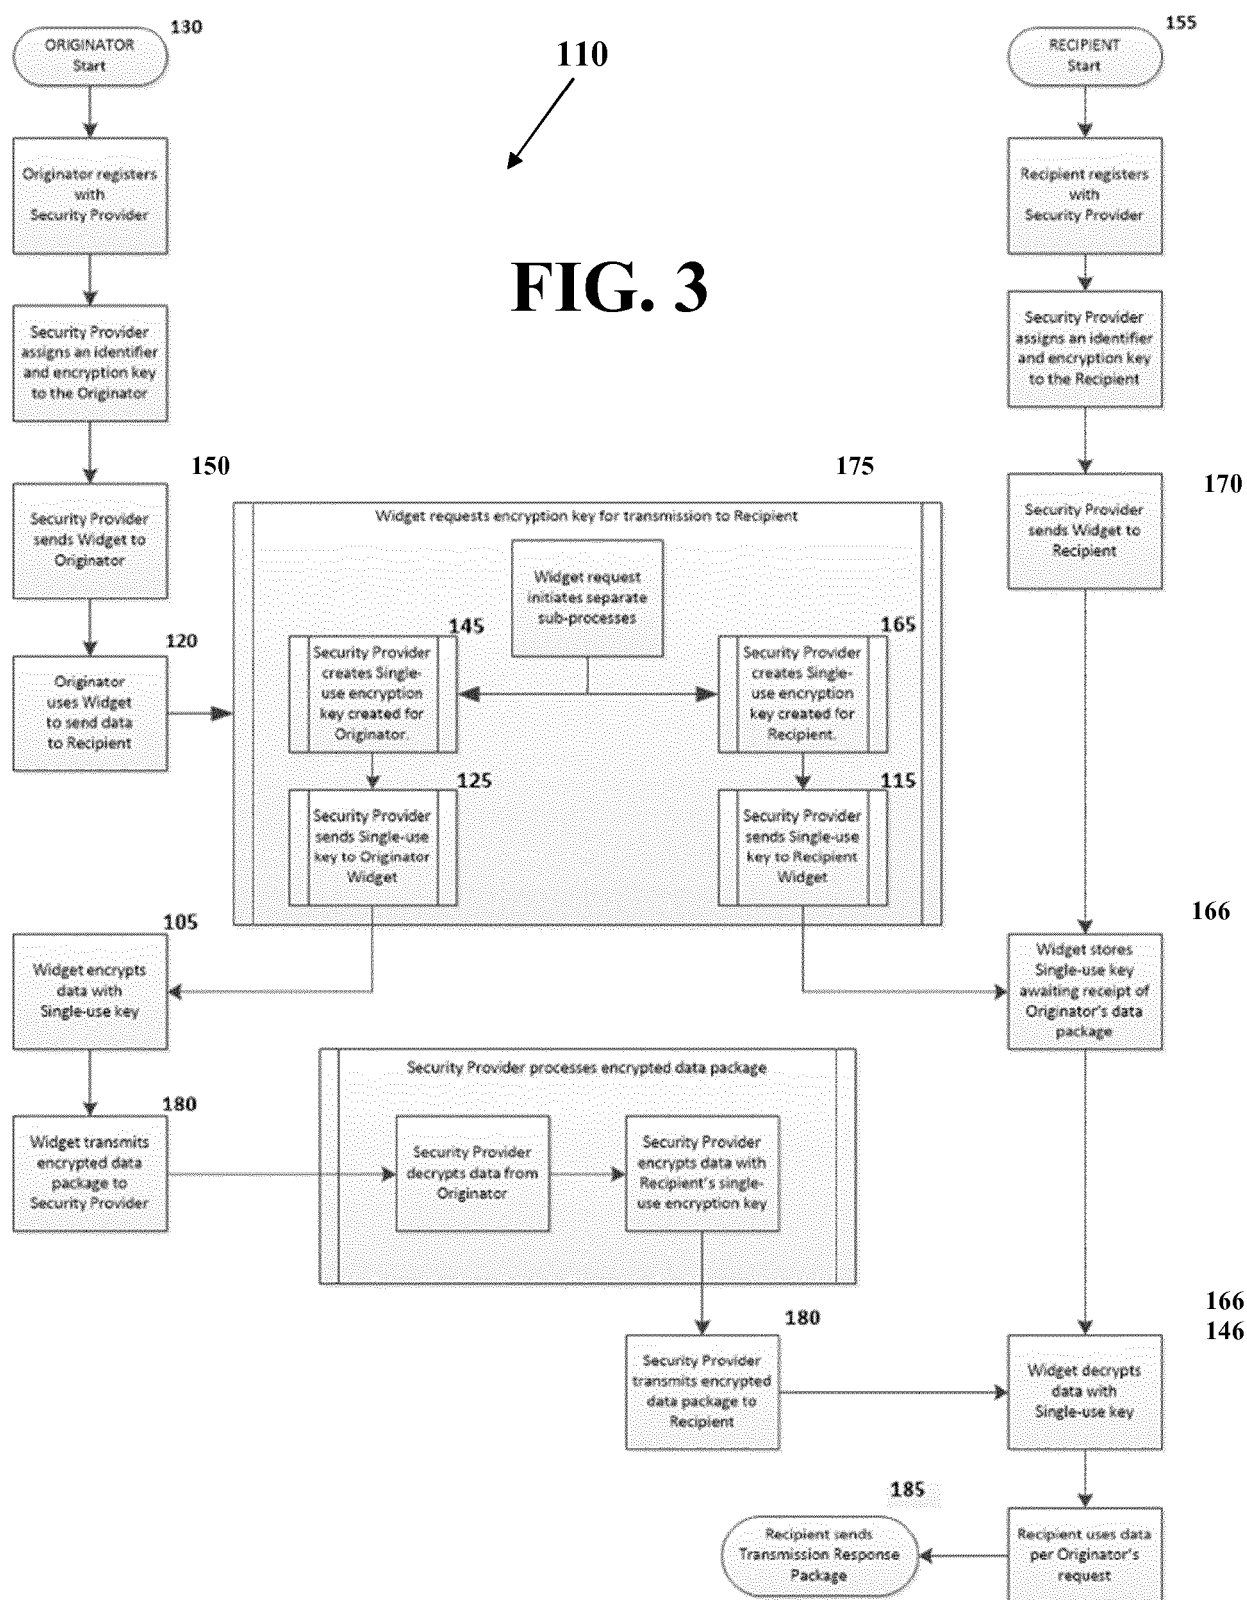 130
ORIGINATOR
Start
110
155
RECIPIENT
Start
Originator registers
with
Security Provider
Recipient registers
with
Security Provider
FIG. 3
Security Provider
assigns an identifier
and encryption key
to the Originator
Security Provider
assigns an identifier
and encryption key
to the Recipient
150
Security Provider
sends Widget to
Originator
175
170
Security Provider
sends Widget to
Recipient
Widget requests encryption key for transmission to Recipient
Widget request
initiates separate
sub-processes
120
Originator
uses Widget
to send data
to Recipient
145
Security Provider
creates Single-
use encryption
key created for
Originator.
165
Security Provider
creates Single-
use encryption
key created for
Recipient.
125
Security Provider
sends Single-use
key to Originator
Widget
115
Security Provider
sends Single-use
key to Recipient
Widget
105
Widget encrypts
data with
Single-use key
166
Widget stores
Single-use key
awaiting receipt of
Originator's data
package
Security Provider processes encrypted data package
180
Widget transmits
encrypted data
package to
Security Provider
Security Provider
decrypts data from
Originator
Security Provider
encrypts data with
Recipient's single-
use encryption key
180
Security Provider
transmits encrypted
data package to
Recipient
166
146
Widget decrypts
data with
Single-use key
185
Recipient sends
Transmission Response
Package
Recipient uses data
per Originator's
request